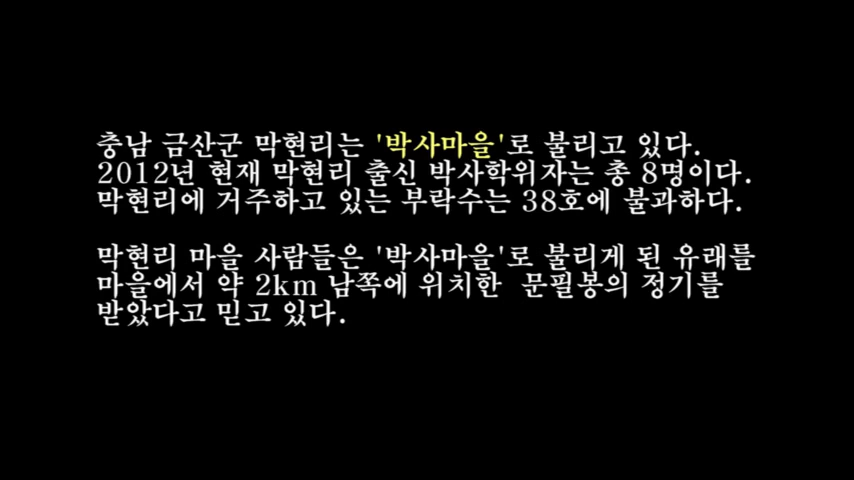 충남 금산군 막현리는 '박사마을'로 불리고 있다.
2012년 현재 막현리 출신 박사학위자는 총 8명이다.
막현리에 거주하고 있는 부락수는 38호에 불과하다.
막현리 마을 사람들은 '박사마을'로 불리게 된 유래를
마을에서 약 2km 남쪽에 위치한 문필봉의 정기를
받았다고 믿고 있다.